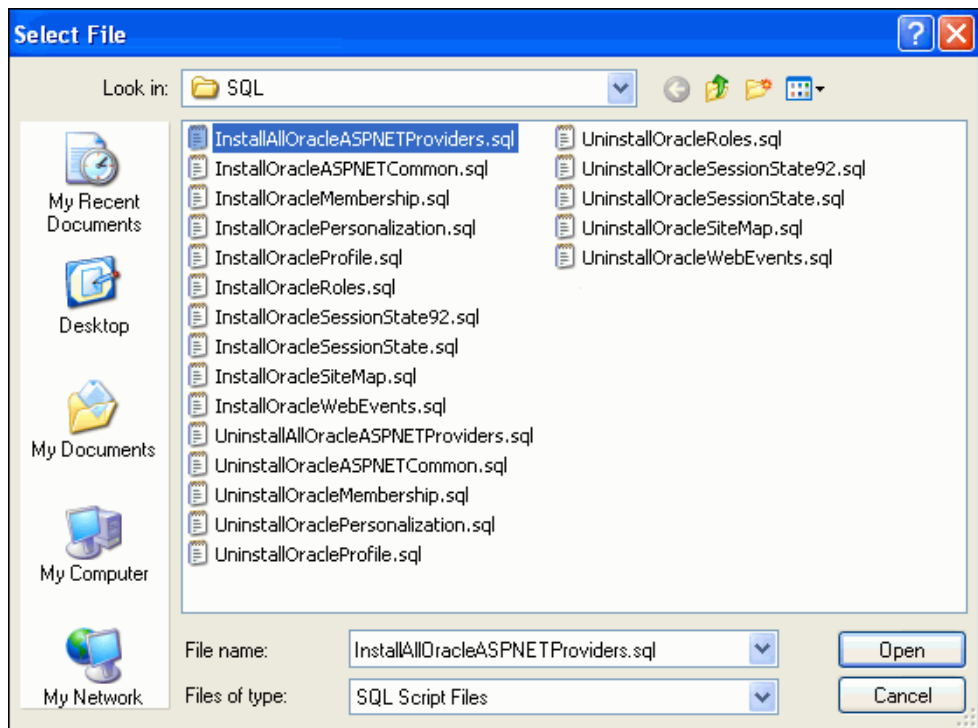 Select File
Look in:
SQL
My Recent
Documents
Desktop
My Documents
My Computer
My Network
InstallAllOracleASPNETProviders.sql
InstallOracleASPNETCommon.sql
InstallOracleMembership.sql
InstallOraclePersonalization.sql
InstallOracleProfile.sql
InstallOracleRoles.sql
InstallOracleSessionState92.sql
InstallOracleSessionState.sql
InstallOracleSiteMap.sql
InstallOracleWebEvents.sql
UninstallAllOracleASPNETProviders.sql
UninstallOracleASPNETCommon.sql
UninstallOracleMembership.sql
UninstallOraclePersonalization.sql
UninstallOracleProfile.sql
UninstallOracleRoles.sql
UninstallOracleSessionState92.sql
UninstallOracleSessionState.sql
UninstallOracleSiteMap.sql
UninstallOracleWebEvents.sql
File name:
InstallAllOracleASPNETProviders.sql
Open
Files of type:
SQL Script Files
Cancel